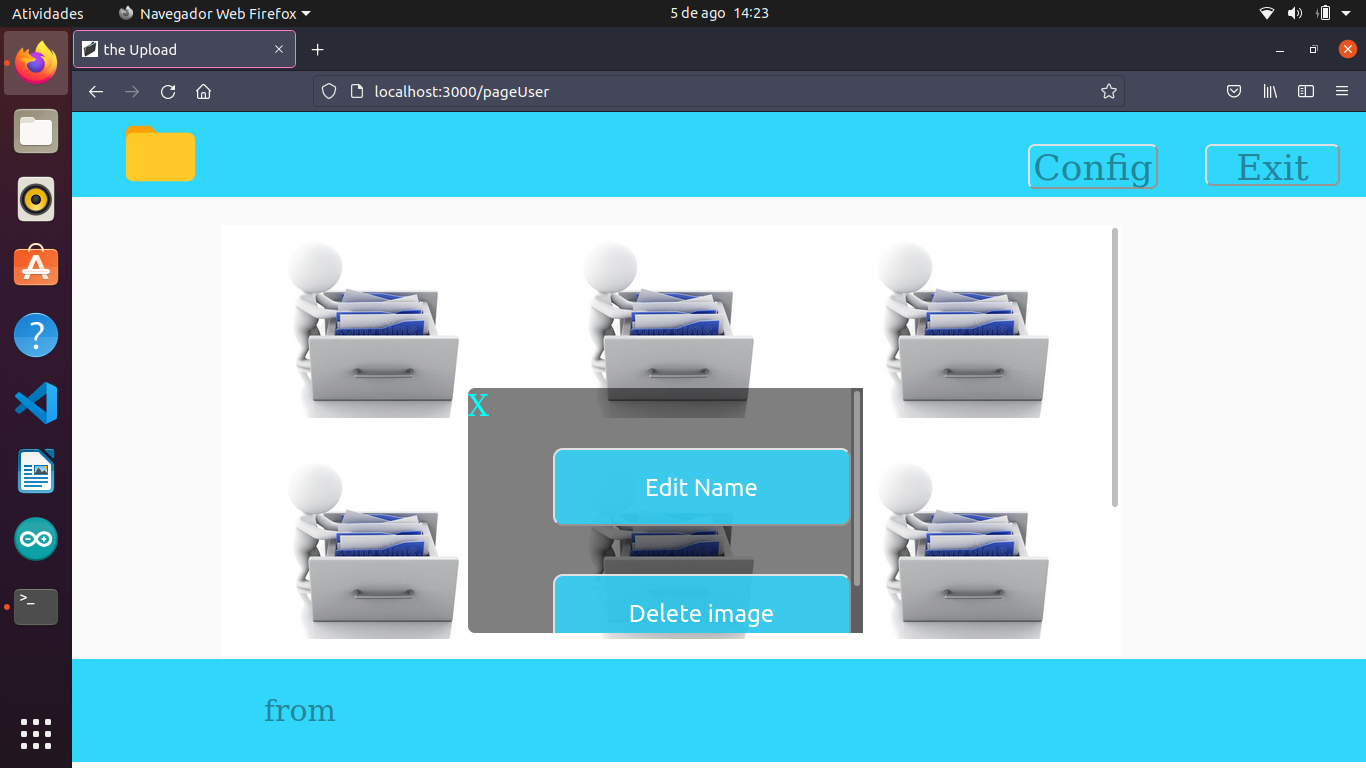 Atividades
Navegador Web Firefox
5 de ago 14:23
the Upload
localhost:3000/pageUser
Config
Exit
X
Edit Name
Delete image
from